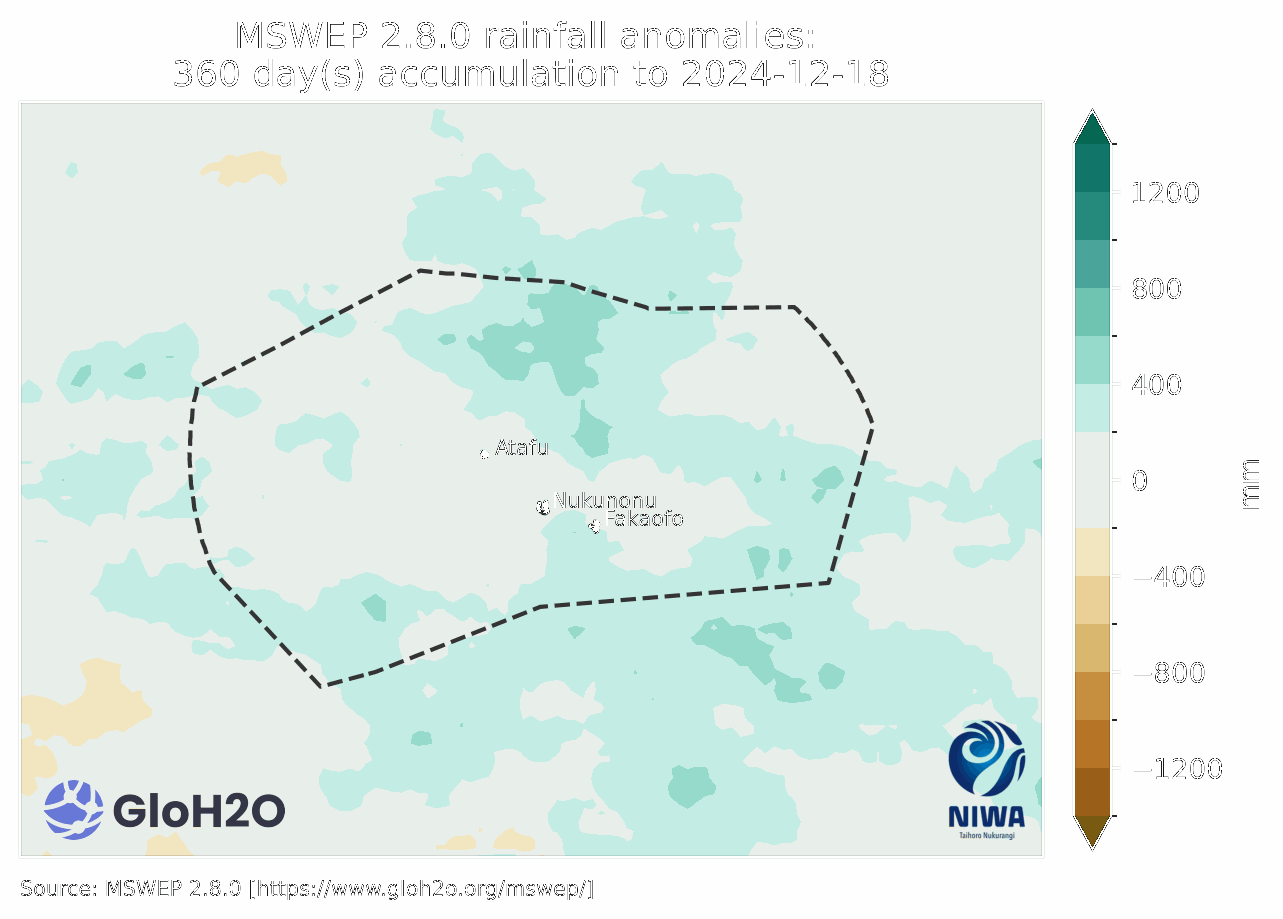 MSWEP 2.8.0 rainfall anomalies:
360 day(s) accumulation to 2024-12-18
1200
800
400
0
−400
−800
−1200
mm
Atafu
Nukunonu
Fakaofo
GloH2O
NIWA
Taihoro Nukurangi
Source: MSWEP 2.8.0 [https://www.gloh2o.org/mswep/]